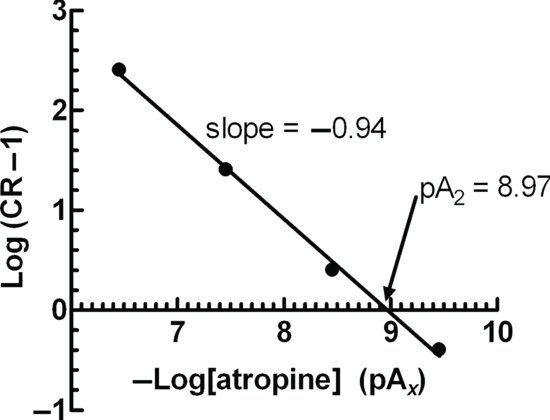 3
2
slope = −0.94
pA₂ = 8.97
1
0
−1
7 8 9 10
Log (CR – 1)
–Log[atropine] (pAₓ)